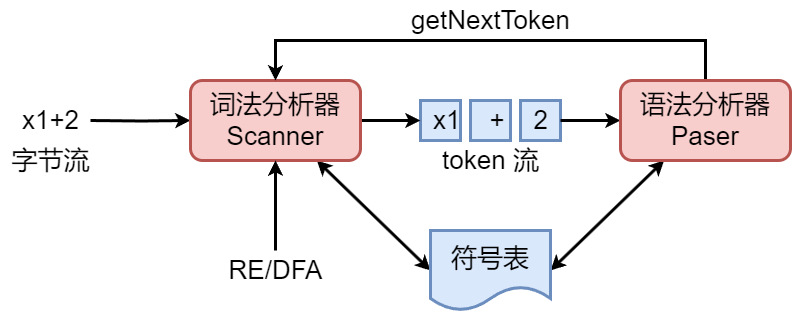 getNextToken
x1+2
字节流
词法分析器
Scanner
x1
+
2
token 流
语法分析器
Paser
RE/DFA
符号表